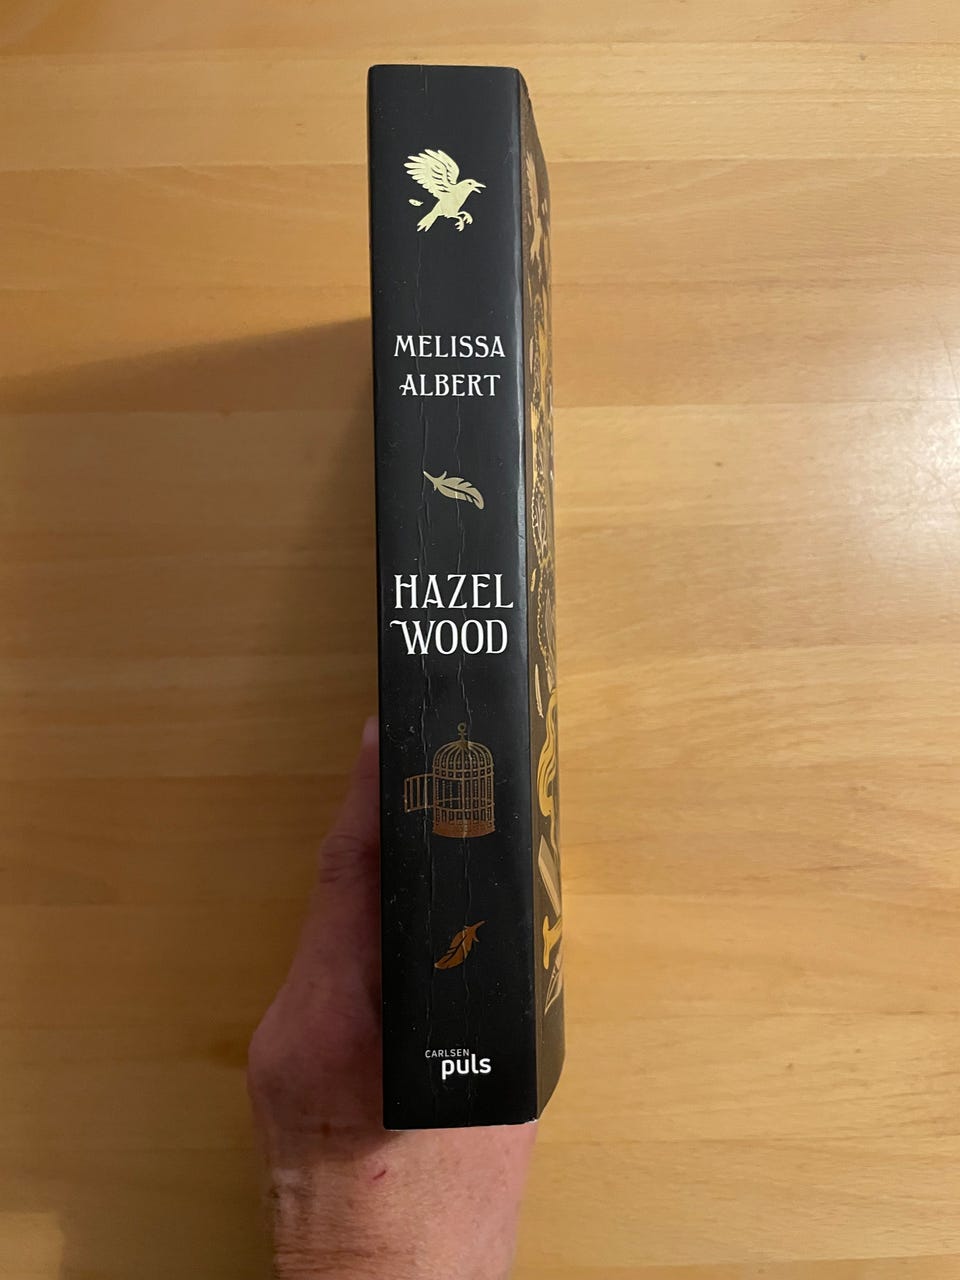 MELISSA
ALBERT
HAZEL
WOOD
CARLSEN
puls